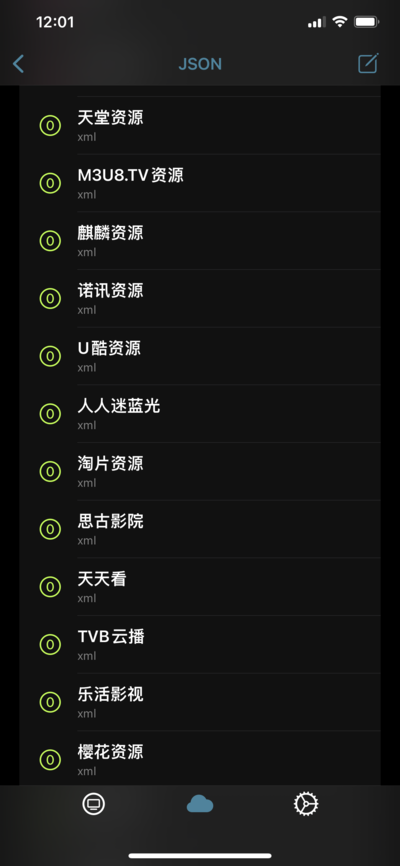 12:01
JSON
0
天堂资源
xml
0
M3U8.TV资源
xml
0
麒麟资源
xml
0
诺讯资源
xml
0
U酷资源
xml
0
人人迷蓝光
xml
0
淘片资源
xml
0
思古影院
xml
0
天天看
xml
0
TVB云播
xml
0
乐活影视
xml
0
樱花资源
xml